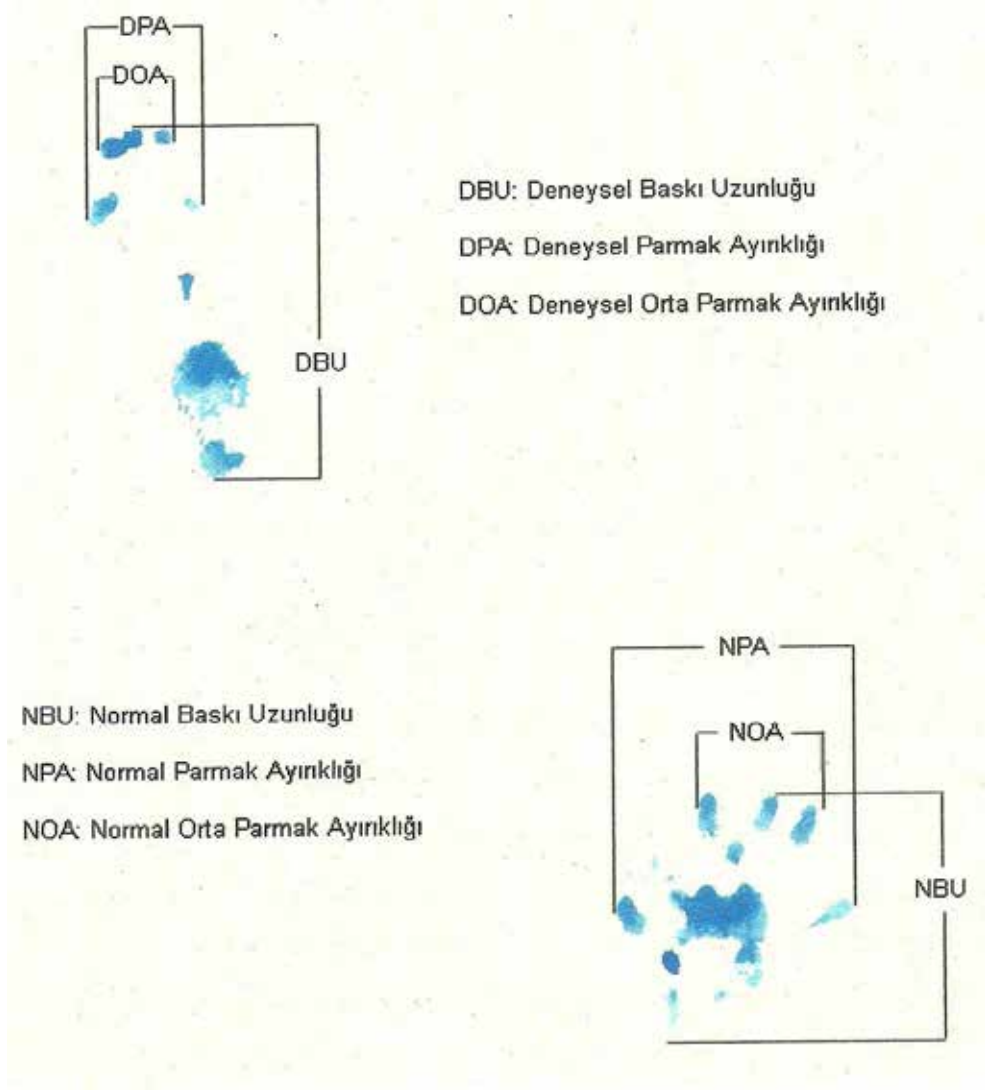 DPA
DOA
DBU
DBU: Deneysel Baskı Uzunluğu
DPA: Deneysel Parmak Ayırıklığı
DOA: Deneysel Orta Parmak Ayırıklığı
NPA
NOA
NBU
NBU: Normal Baskı Uzunluğu
NPA: Normal Parmak Ayırıklığı
NOA: Normal Orta Parmak Ayırıklığı